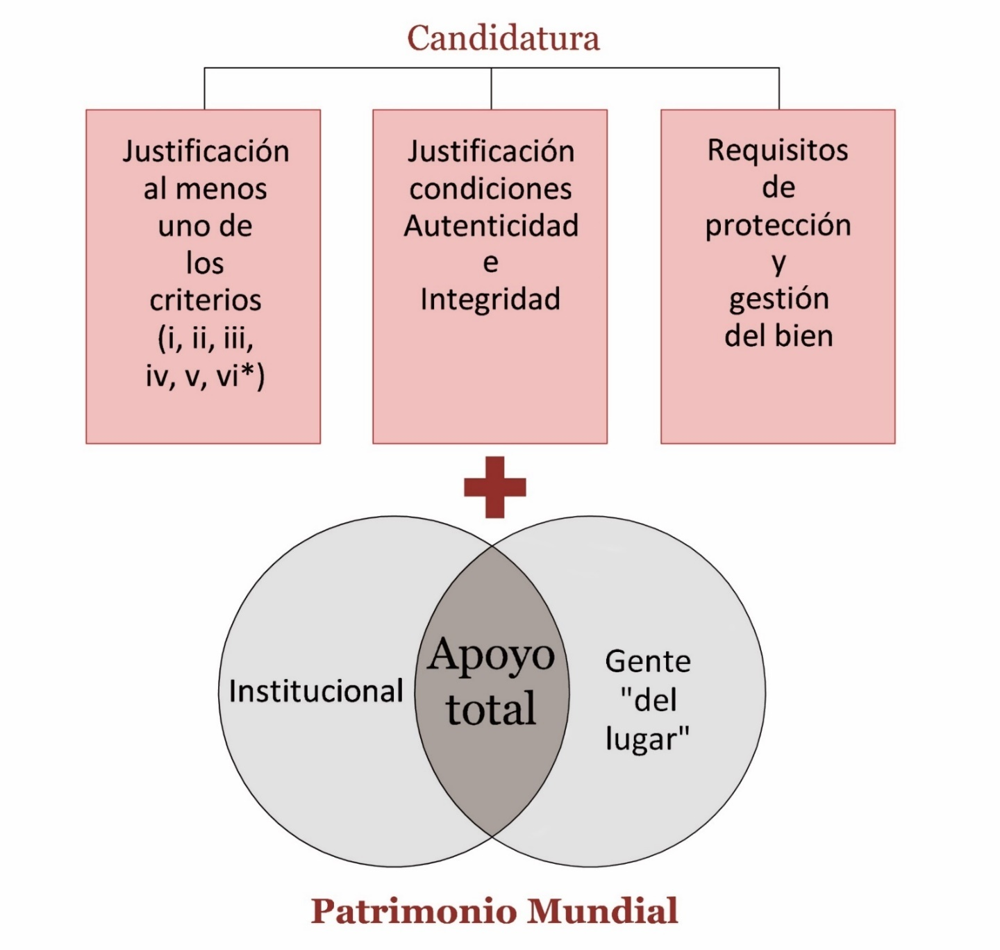 Candidatura
Justificación
al menos
uno de
los
criterios
(i, ii, iii,
iv, v, vi*)
Justificación
condiciones
Autenticidad
e
Integridad
Requisitos
de
protección
y
gestión
del bien
Institucional
Apoyo
total
Gente
"del
lugar"
Patrimonio Mundial